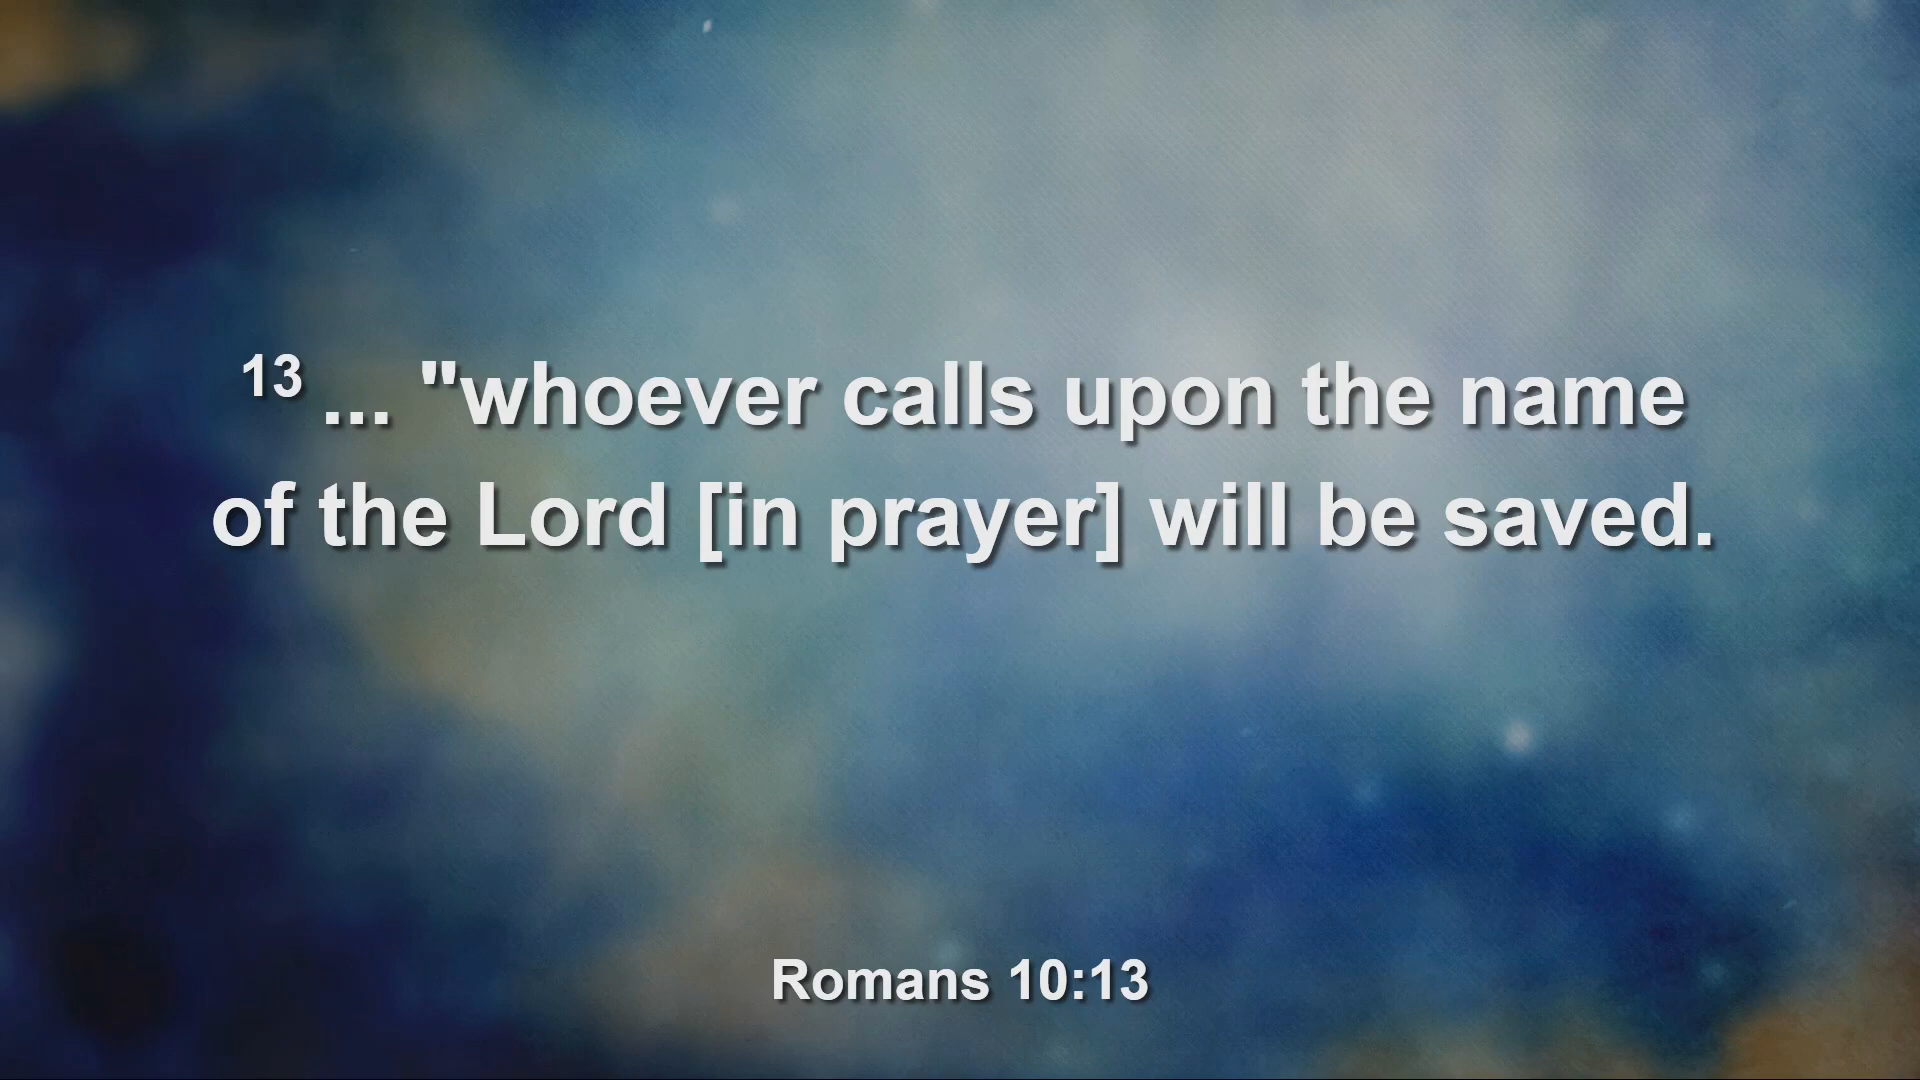 13 ... "whoever calls upon the name
of the Lord [in prayer] will be saved.
Romans 10:13